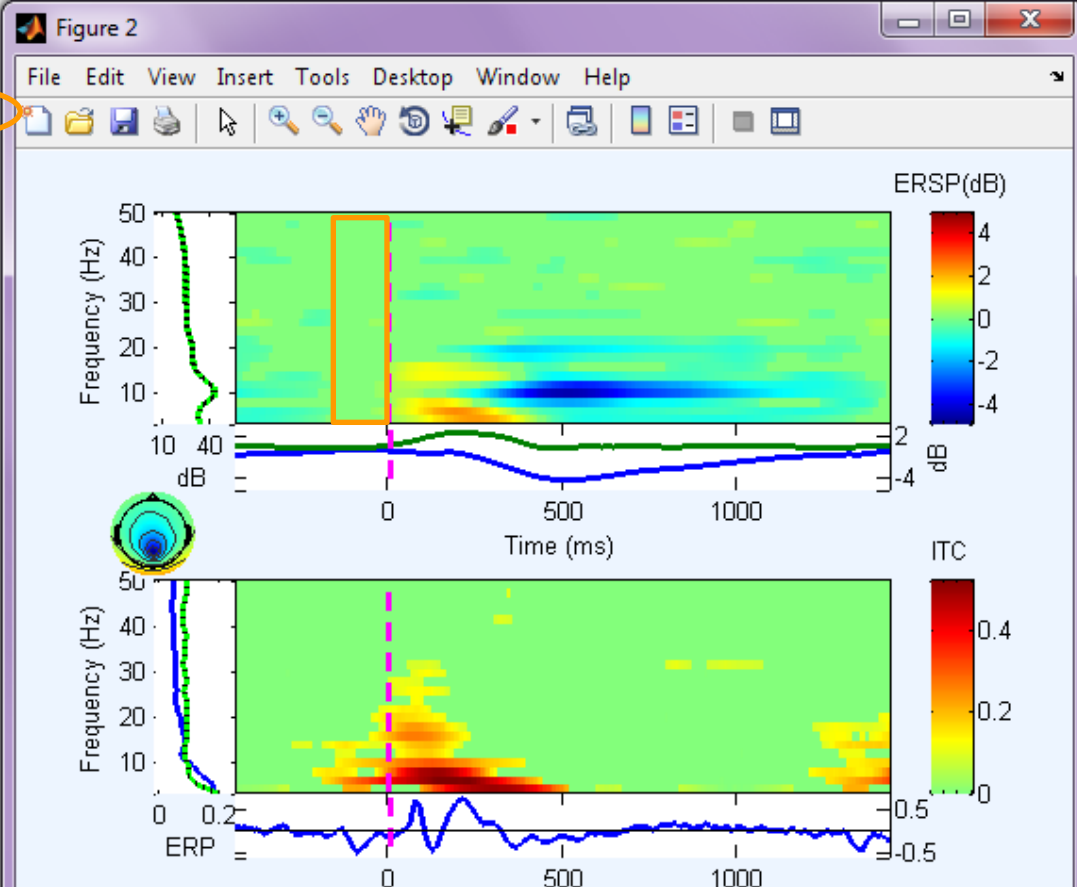 Figure 2
File Edit View Insert Tools Desktop Window Help
ERSP(dB)
50
40
30
20
10
Frequency (Hz)
4
2
0
-2
-4
10 40
dB
2
-4
dB
0 500 1000
Time (ms)
ITC
50
40
30
20
10
Frequency (Hz)
0.4
0.2
0
0 0.2
ERP
0.5
-0.5
0 500 1000